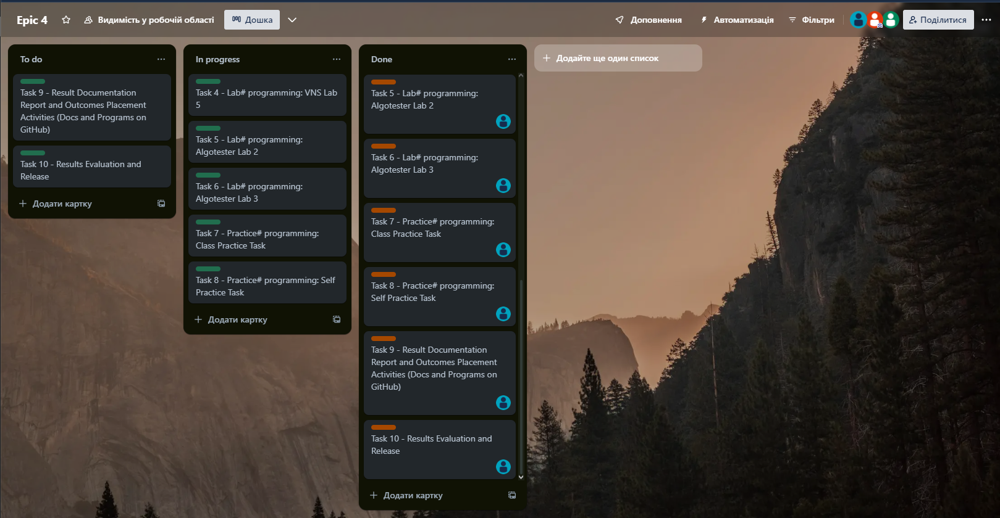 Epic 4
Видимість у робочій області
Дошка
Доповнення
Автоматизація
Фільтри
Поділитися
To do
Task 9 - Result Documentation
Report and Outcomes Placement
Activities (Docs and Programs on
GitHub)
Task 10 - Results Evaluation and
Release
Додати картку
In progress
Task 4 - Lab# programming: VNS Lab
5
Task 5 - Lab# programming:
Algotester Lab 2
Task 6 - Lab# programming:
Algotester Lab 3
Task 7 - Practice# programming:
Class Practice Task
Task 8 - Practice# programming: Self
Practice Task
Додати картку
Done
Task 5 - Lab# programming:
Algotester Lab 2
Task 6 - Lab# programming:
Algotester Lab 3
Task 7 - Practice# programming:
Class Practice Task
Task 8 - Practice# programming:
Self Practice Task
Task 9 - Result Documentation
Report and Outcomes Placement
Activities (Docs and Programs on
GitHub)
Task 10 - Results Evaluation and
Release
Додати картку
Додайте ще один список